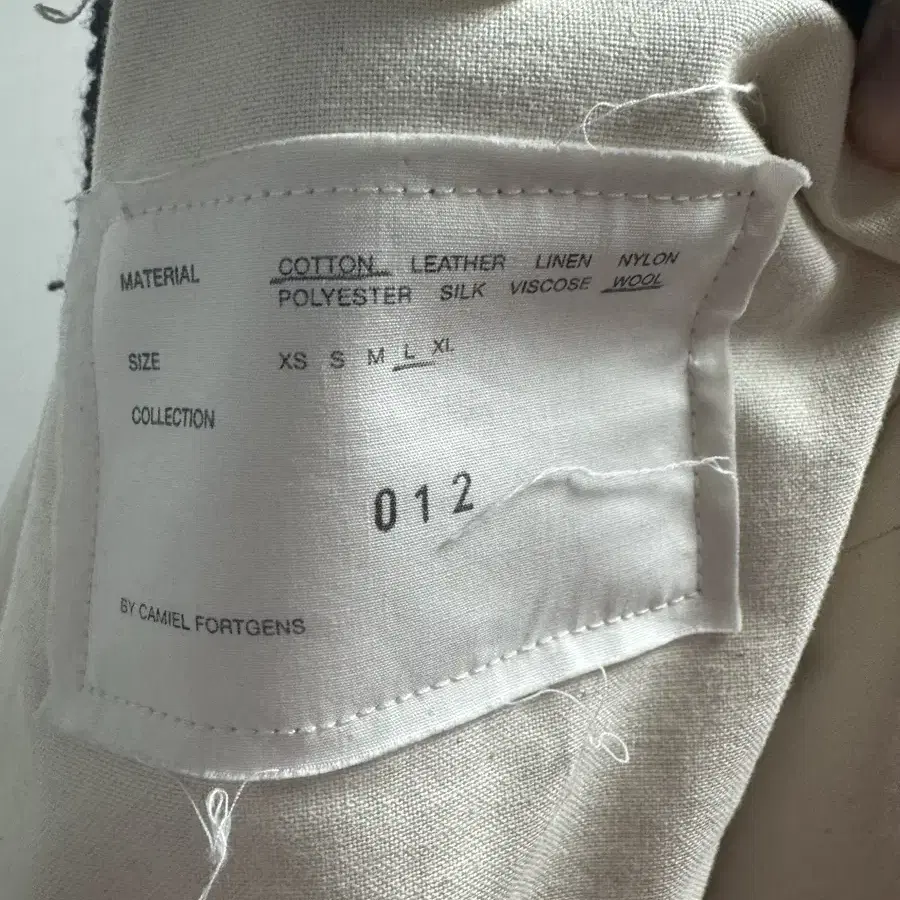 MATERIAL COTTON LEATHER LINEN NYLON
POLYESTER SILK VISCOSE WOOL
SIZE XS S M L XL
COLLECTION
012
BY CAMIEL FORTGENS